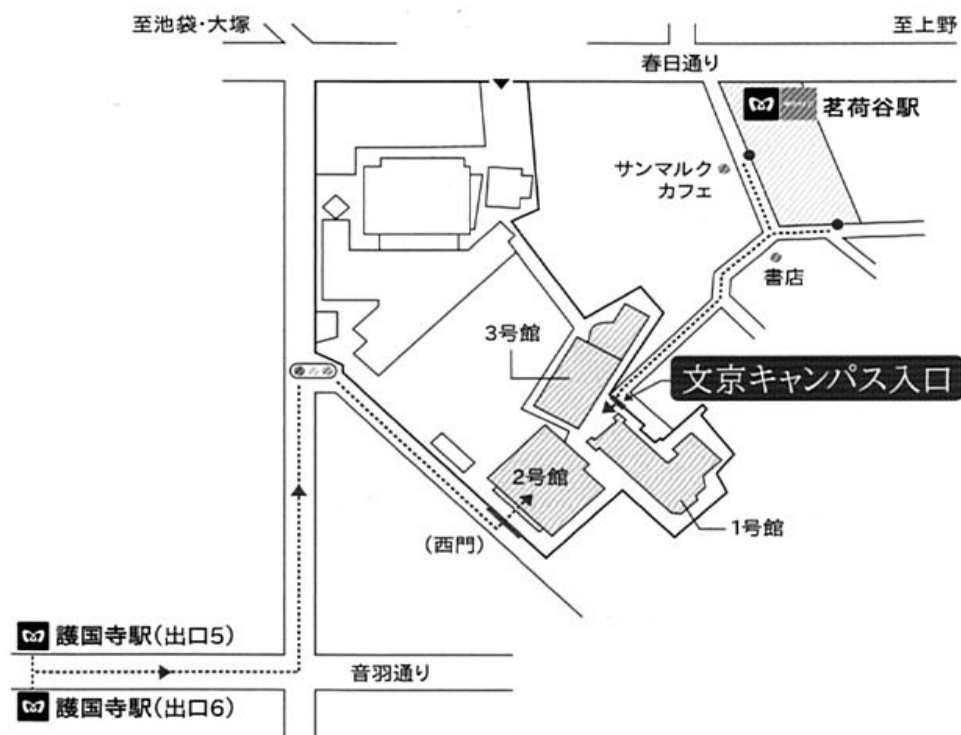 至池袋・大塚
至上野
春日通り
茗荷谷駅
サンマルク
カフェ
書店
3号館
文京キャンパス入口
2号館
1号館
(西門)
護国寺駅(出口5)
音羽通り
護国寺駅(出口6)